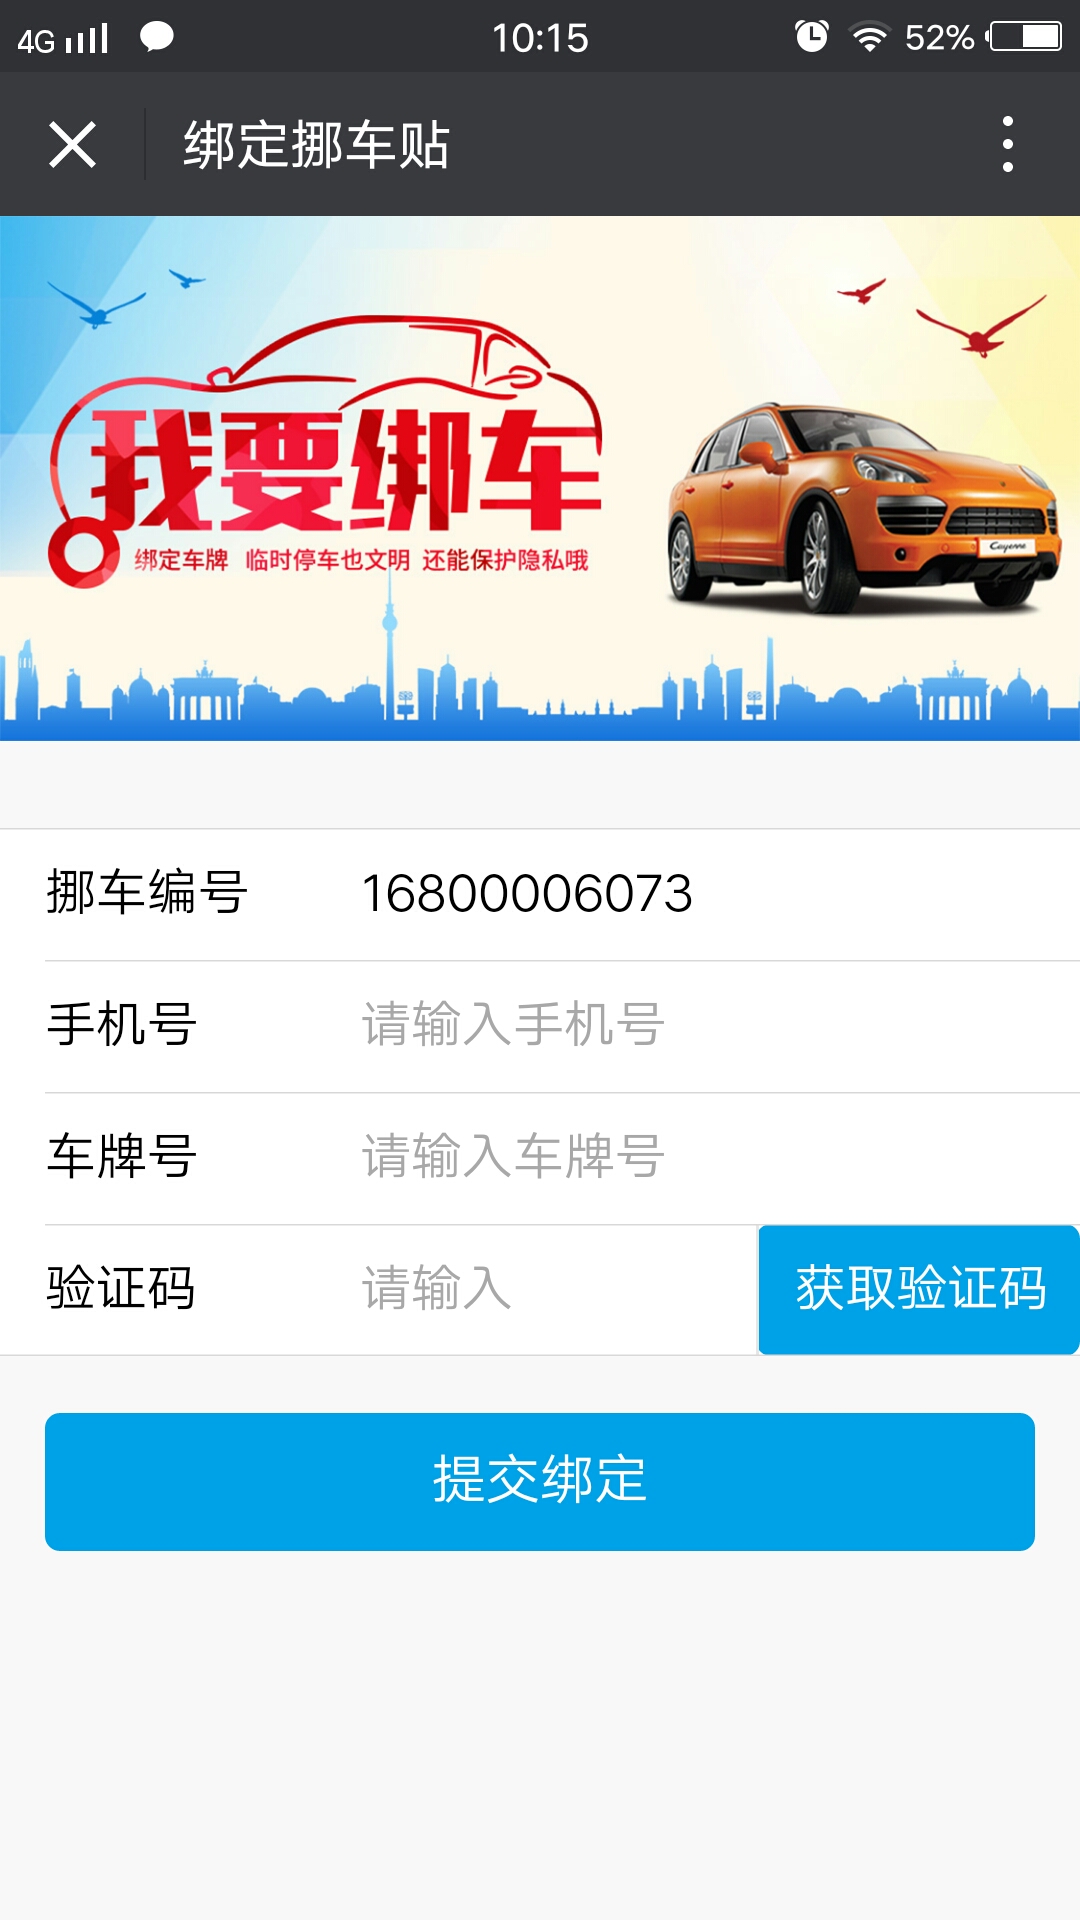 4G 10:15 52%
绑定挪车贴
我要绑车
绑定车牌 临时停车也文明 还能保护隐私哦
Cayenne
挪车编号 16800006073
手机号 请输入手机号
车牌号 请输入车牌号
验证码 请输入 获取验证码
提交绑定